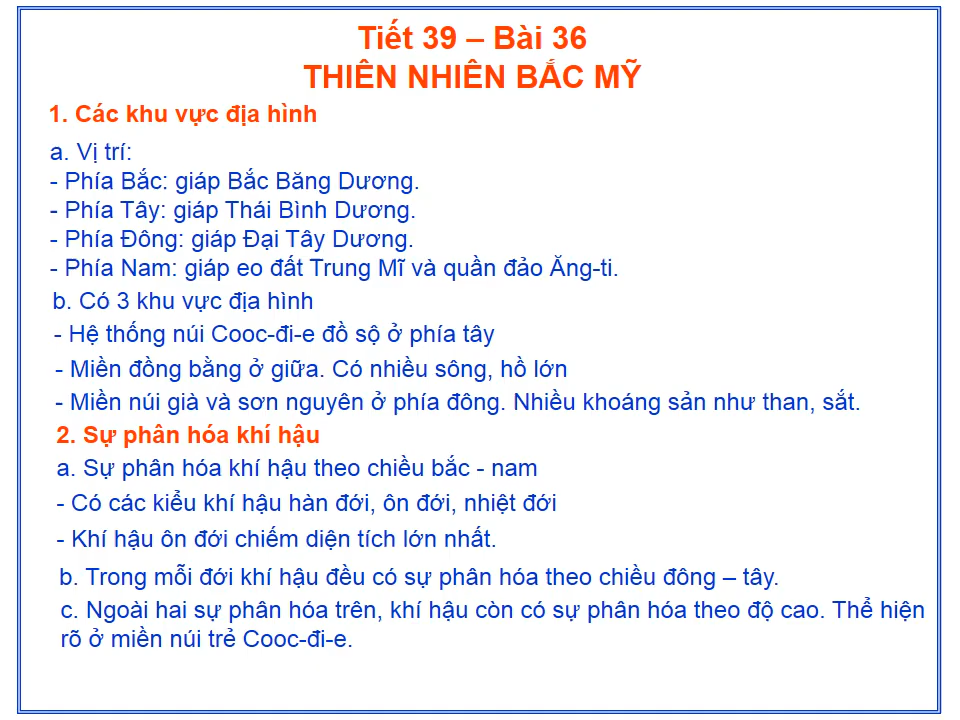 Tiết 39 – Bài 36
THIÊN NHIÊN BẮC MỸ
1. Các khu vực địa hình
a. Vị trí:
- Phía Bắc: giáp Bắc Băng Dương.
- Phía Tây: giáp Thái Bình Dương.
- Phía Đông: giáp Đại Tây Dương.
- Phía Nam: giáp eo đất Trung Mĩ và quần đảo Ăng-ti.
b. Có 3 khu vực địa hình
- Hệ thống núi Cooc-đi-e đồ sộ ở phía tây
- Miền đồng bằng ở giữa. Có nhiều sông, hồ lớn
- Miền núi già và sơn nguyên ở phía đông. Nhiều khoáng sản như than, sắt.
2. Sự phân hóa khí hậu
a. Sự phân hóa khí hậu theo chiều bắc - nam
- Có các kiểu khí hậu hàn đới, ôn đới, nhiệt đới
- Khí hậu ôn đới chiếm diện tích lớn nhất.
b. Trong mỗi đới khí hậu đều có sự phân hóa theo chiều đông – tây.
c. Ngoài hai sự phân hóa trên, khí hậu còn có sự phân hóa theo độ cao. Thể hiện
rõ ở miền núi trẻ Cooc-đi-e.